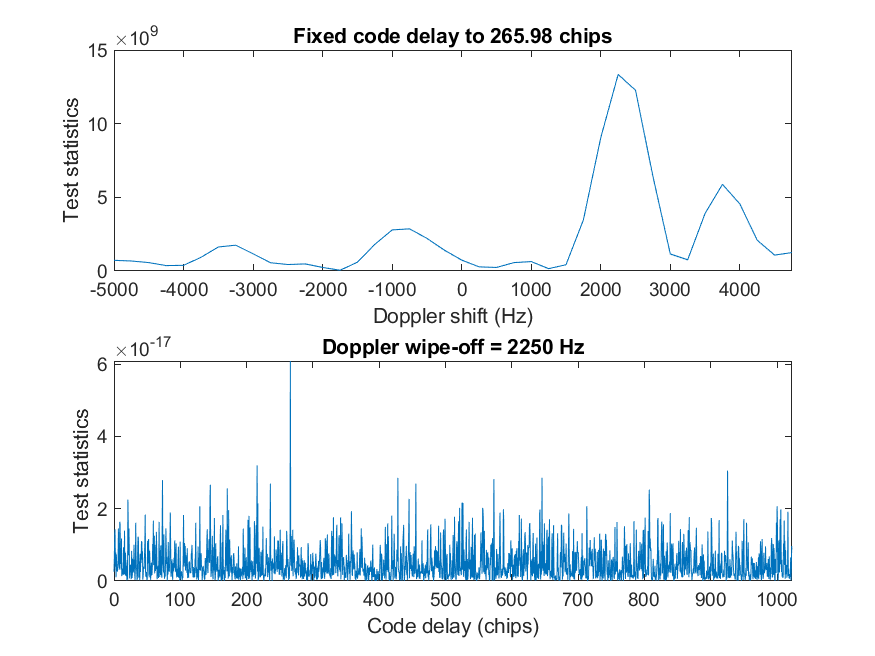 Fixed code delay to 265.98 chips
×10^9
15
10
5
0
Test statistics
-5000 -4000 -3000 -2000 -1000 0 1000 2000 3000 4000
Doppler shift (Hz)
Doppler wipe-off = 2250 Hz
×10^-17
6
4
2
0
Test statistics
0 100 200 300 400 500 600 700 800 900 1000
Code delay (chips)